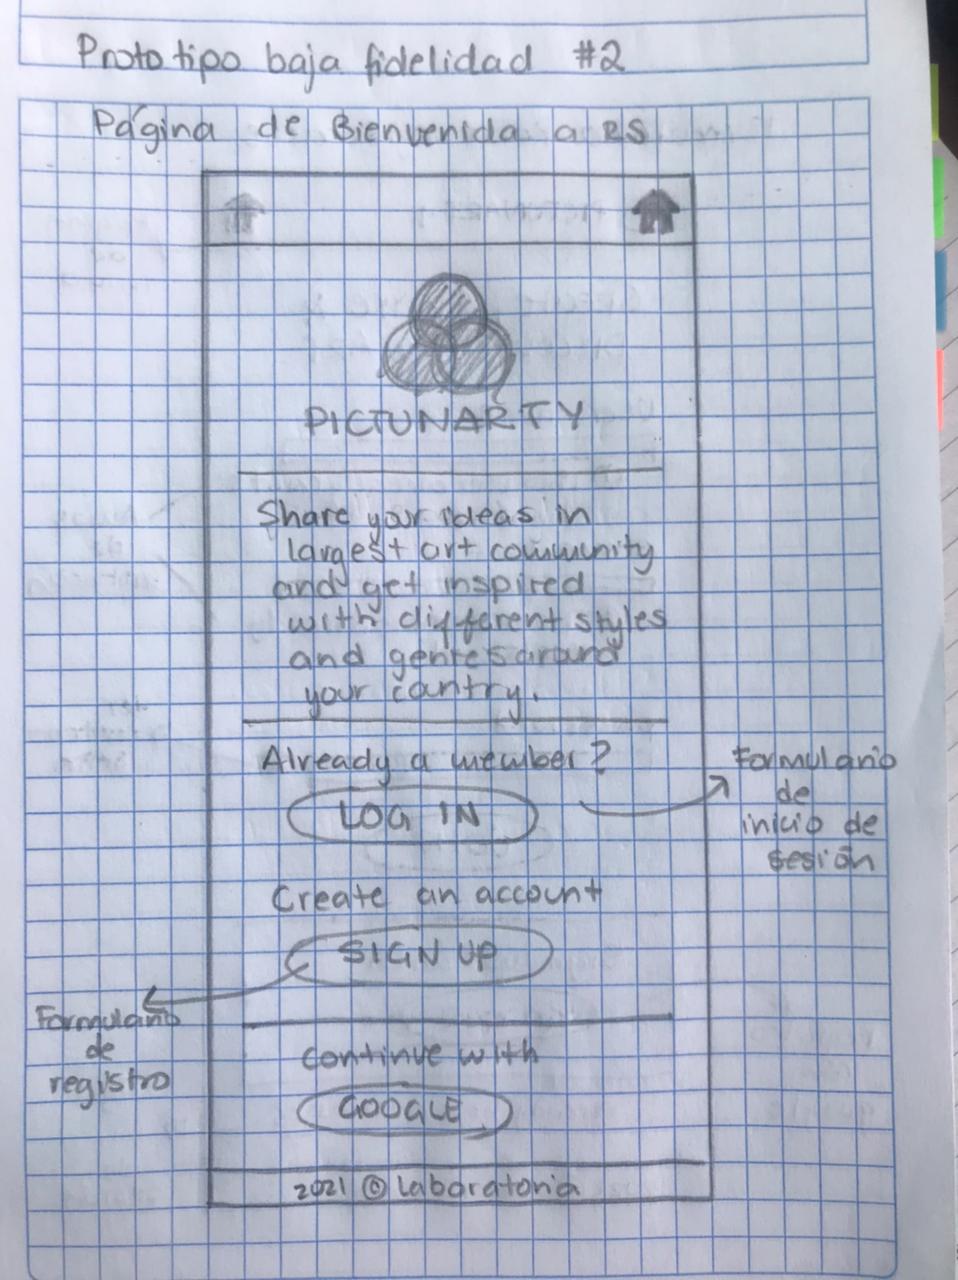 Prototipo baja fidelidad #2
Página de Bienvenida a RS
PICTUNARTY
Share your ideas in
largest art community
and get inspired
with different styles
and genres around
your cantry.
Already a member?
LOG IN
Formulario
de
inicio de
sesión
Create an account
SIGN UP
Formulario
de
registro
continue with
GOOGLE
2021 © Laboratoria